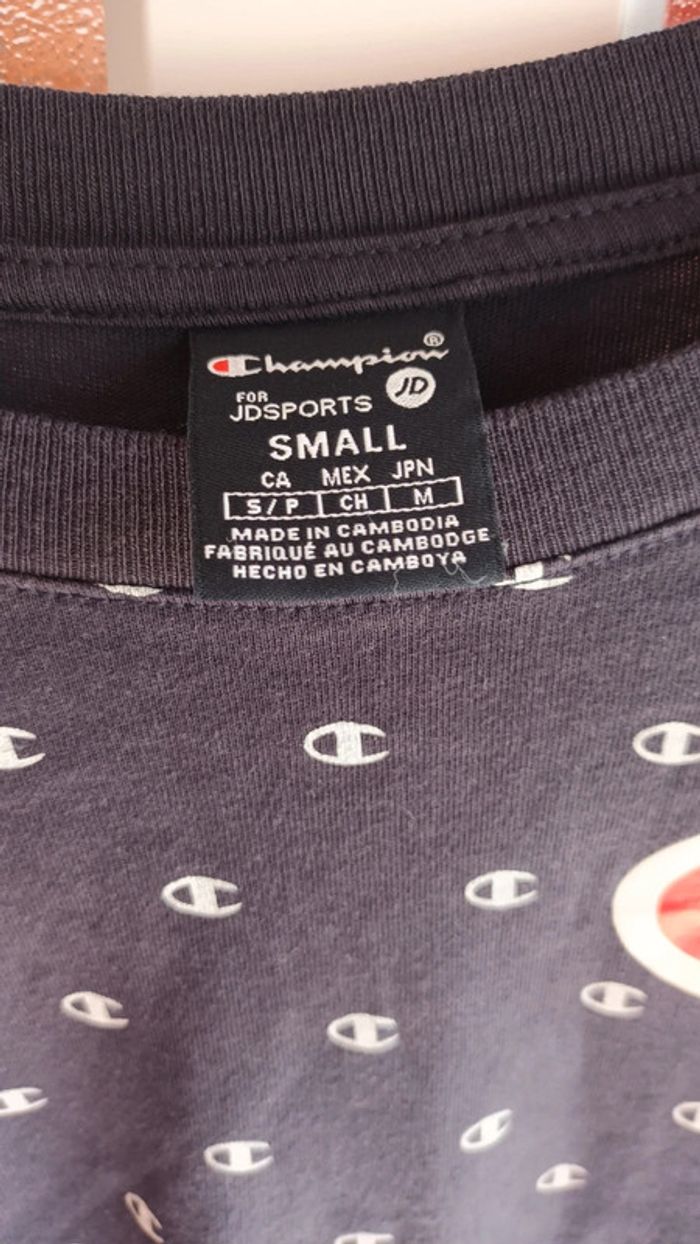 Champion®
FOR
JDSPORTS JD
SMALL
CA MEX JPN
S/P CH M
MADE IN CAMBODIA
FABRIQUÉ AU CAMBODGE
HECHO EN CAMBOYA